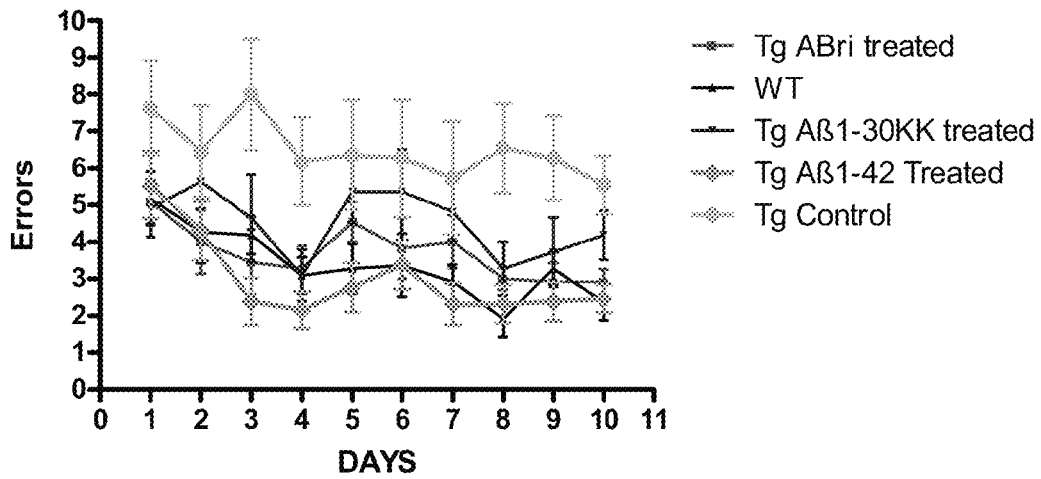 10
9
8
7
6
5
4
3
2
1
0
Errors
0 1 2 3 4 5 6 7 8 9 10 11
DAYS
Tg ABri treated
WT
Tg Aß1-30KK treated
Tg Aß1-42 Treated
Tg Control